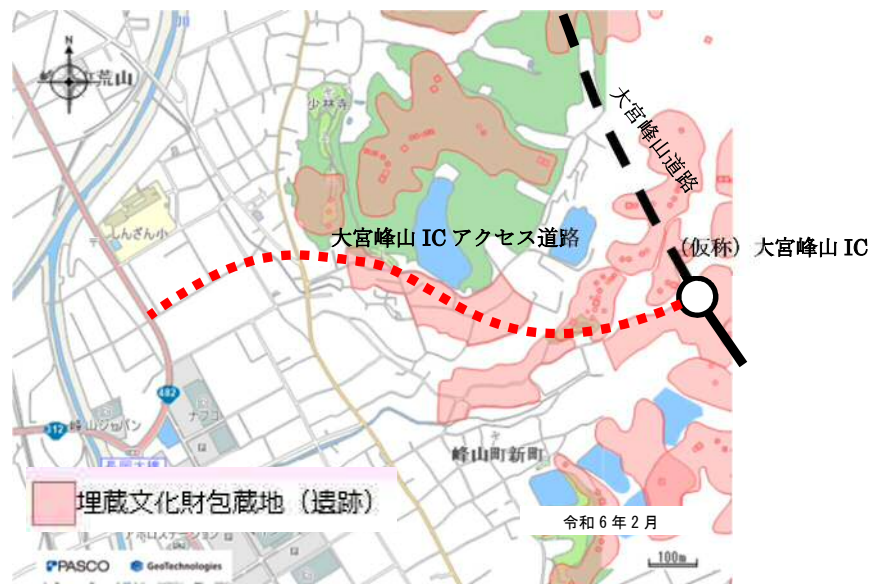 N
荒山
少林寺
大宮峰山道路
しんざん小
大宮峰山 IC アクセス道路
(仮称) 大宮峰山 IC
482
ナフコ
312
峰山ジャパン
峰山町新町
埋蔵文化財包蔵地（遺跡）
令和6年2月
100m
PASCO
GeoTechnologies